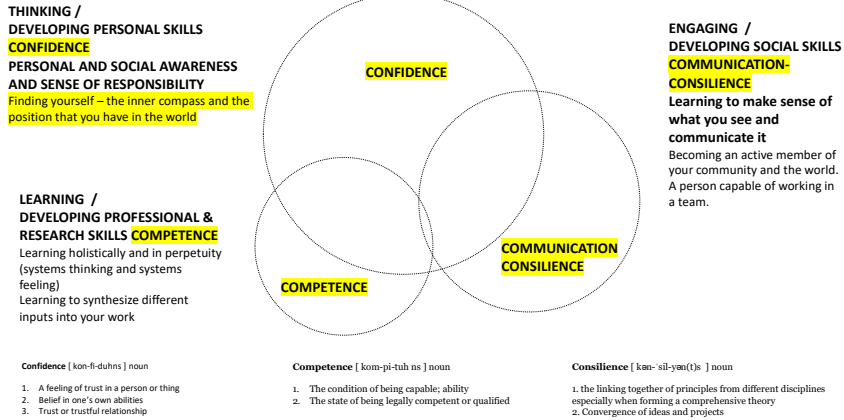 THINKING /
DEVELOPING PERSONAL SKILLS
CONFIDENCE
PERSONAL AND SOCIAL AWARENESS
AND SENSE OF RESPONSIBILITY
Finding yourself – the inner compass and the
position that you have in the world
LEARNING /
DEVELOPING PROFESSIONAL &
RESEARCH SKILLS COMPETENCE
Learning holistically and in perpetuity
(systems thinking and systems
feeling)
Learning to synthesize different
inputs into your work
CONFIDENCE
COMPETENCE
COMMUNICATION
CONSILIENCE
ENGAGING /
DEVELOPING SOCIAL SKILLS
COMMUNICATION-
CONSILIENCE
Learning to make sense of
what you see and
communicate it
Becoming an active member of
your community and the world.
A person capable of working in
a team.
Confidence [ kon-fi-duhns ] noun
1. A feeling of trust in a person or thing
2. Belief in one's own abilities
3. Trust or trustful relationship
Competence [ kom-pi-tuh ns ] noun
1. The condition of being capable; ability
2. The state of being legally competent or qualified
Consilience [ kən-ˈsil-yən(t)s ] noun
1. the linking together of principles from different disciplines
especially when forming a comprehensive theory
2. Convergence of ideas and projects